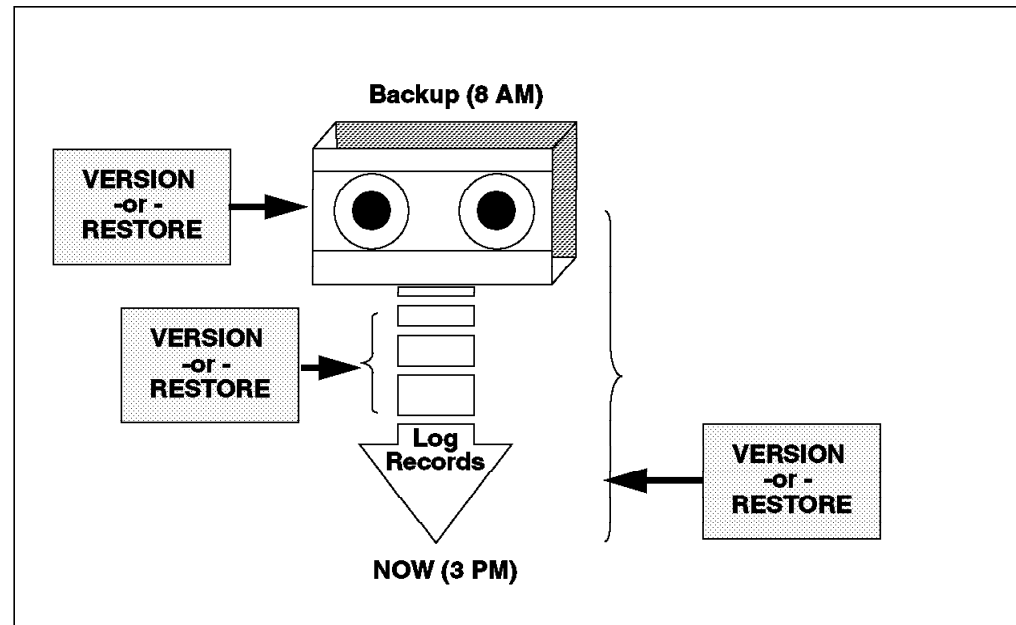 Backup (8 AM)
VERSION
-or -
RESTORE
VERSION
-or -
RESTORE
Log
Records
VERSION
-or -
RESTORE
NOW (3 PM)